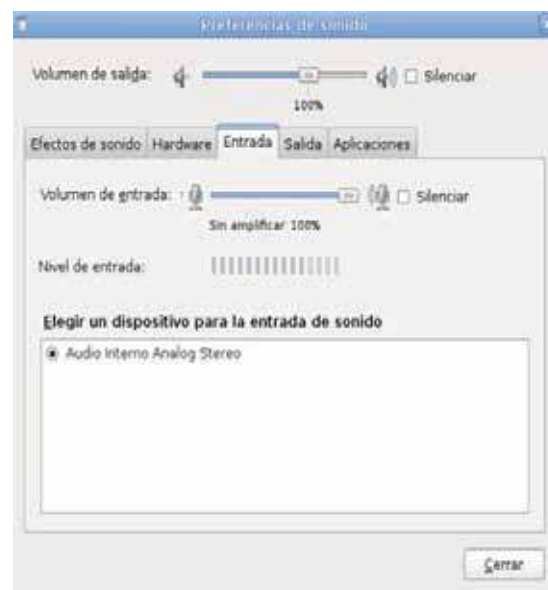 Preferencias de sonido
Volumen de salida: Silenciar
100%
Efectos de sonido Hardware Entrada Salida Aplicaciones
Volumen de entrada: Silenciar
Sin amplificar 100%
Nivel de entrada:
Elegir un dispositivo para la entrada de sonido
Audio Interno Analog Stereo
Cerrar